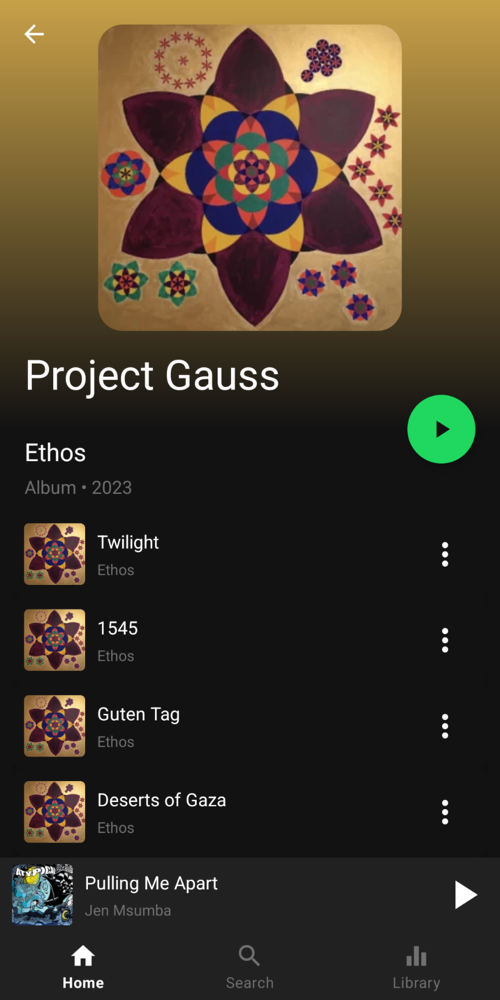 Project Gauss
Ethos
Album • 2023
Twilight
Ethos
1545
Ethos
Guten Tag
Ethos
Deserts of Gaza
Ethos
Pulling Me Apart
Jen Msumba
Home
Search
Library